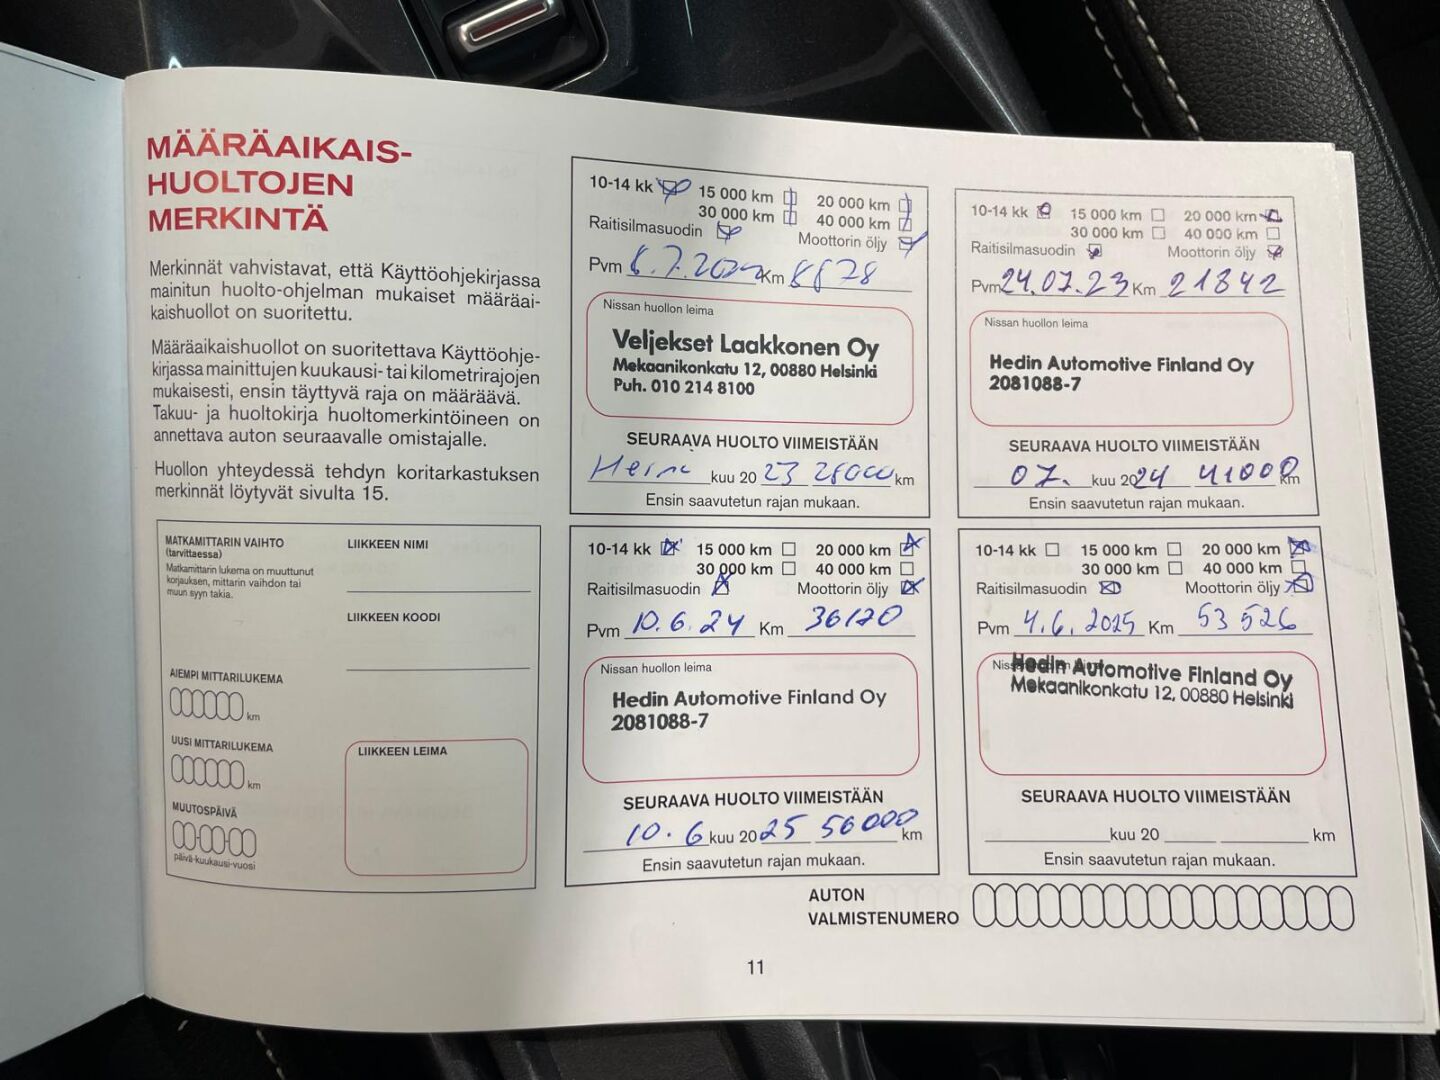 MÄÄRÄAIKAIS-
HUOLTOJEN
MERKINTÄ
Merkinnät vahvistavat, että Käyttöohjekirjassa
mainitun huolto-ohjelman mukaiset määräai-
kaishuollot on suoritettu.
Määräaikaishuollot on suoritettava Käyttöohje-
kirjassa mainittujen kuukausi- tai kilometrirajojen
mukaisesti, ensin täyttyvä raja on määräävä.
Takuu- ja huoltokirja huoltomerkintöineen on
annettava auton seuraavalle omistajalle.
Huollon yhteydessä tehdyn koritarkastuksen
merkinnät löytyvät sivulta 15.
MATKAMITTARIN VAIHTO
(tarvittaessa)
Matkamittarin lukema on muuttunut
korjauksen, mittarin vaihdon tai
muun syyn takia.
AIEMPI MITTARILUKEMA
km
UUSI MITTARILUKEMA
km
MUUTOSPÄIVÄ
päivä-kuukausi-vuosi
LIIKKEEN NIMI
LIIKKEEN KOODI
LIIKKEEN LEIMA
10-14 kk 15 000 km 20 000 km
30 000 km 40 000 km
Raitisilmasuodin Moottorin öljy
Pvm 8.7.2022 Km 8878
Nissan huollon leima
Veljekset Laakkonen Oy
Mekaanikonkatu 12, 00880 Helsinki
Puh. 010 214 8100
SEURAAVA HUOLTO VIIMEISTÄÄN
Heinä kuu 20 23 28000 km
Ensin saavutetun rajan mukaan.
10-14 kk 15 000 km 20 000 km
30 000 km 40 000 km
Raitisilmasuodin Moottorin öljy
Pvm 24.07.23 Km 21842
Nissan huollon leima
Hedin Automotive Finland Oy
2081088-7
SEURAAVA HUOLTO VIIMEISTÄÄN
07. kuu 2024 41000 km
Ensin saavutetun rajan mukaan.
10-14 kk 15 000 km 20 000 km
30 000 km 40 000 km
Raitisilmasuodin Moottorin öljy
Pvm 10.6.24 Km 36170
Nissan huollon leima
Hedin Automotive Finland Oy
2081088-7
SEURAAVA HUOLTO VIIMEISTÄÄN
10.6 kuu 20 25 56000 km
Ensin saavutetun rajan mukaan.
10-14 kk 15 000 km 20 000 km
30 000 km 40 000 km
Raitisilmasuodin Moottorin öljy
Pvm 4.6.2025 Km 53 526
Hedin Automotive Finland Oy
Mekaanikonkatu 12, 00880 Helsinki
SEURAAVA HUOLTO VIIMEISTÄÄN
kuu 20 km
Ensin saavutetun rajan mukaan.
AUTON
VALMISTENUMERO
11